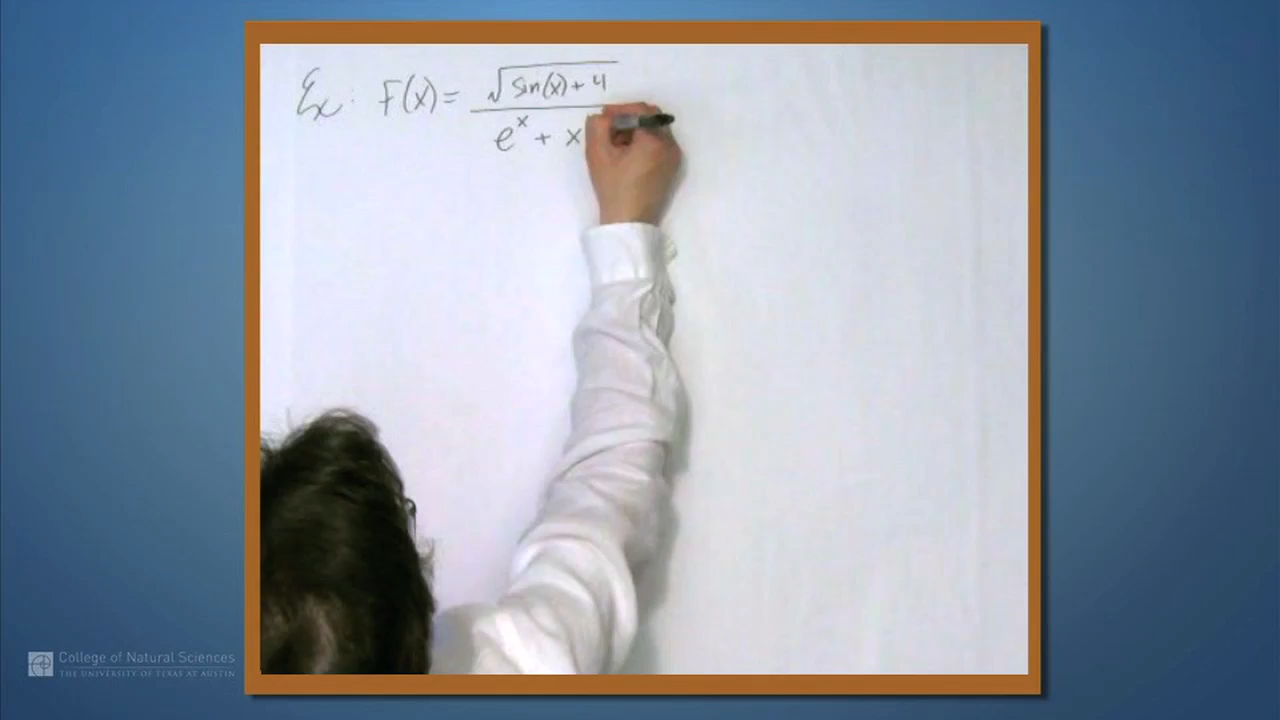 Ex: F(x) = √(sin(x) + 4) / (e^x + x
College of Natural Sciences
THE UNIVERSITY OF TEXAS AT AUSTIN